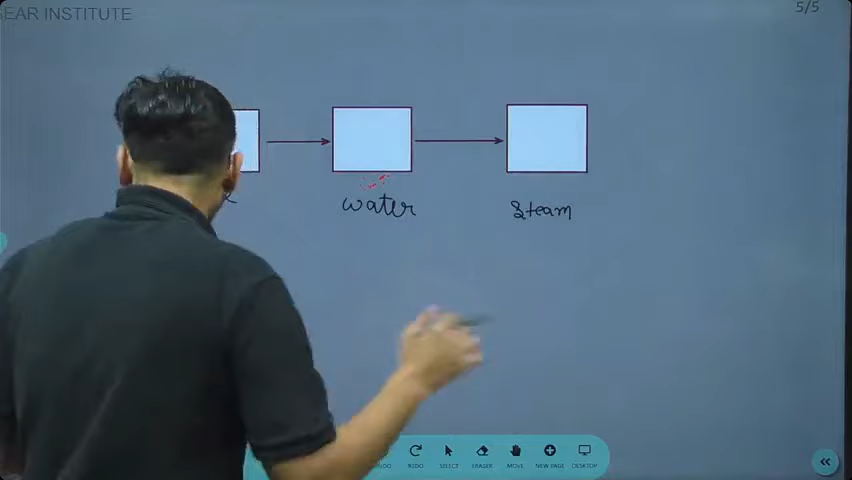 EAR INSTITUTE
5/5
water
Steam
REDO
SELECT
ERASER
MOVE
NEW PAGE
DESKTOP